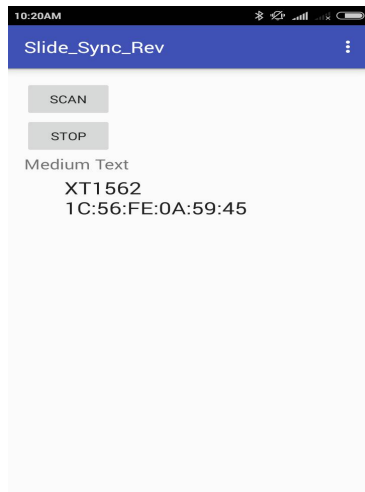 10:20AM
Slide_Sync_Rev
SCAN
STOP
Medium Text
XT1562
1C:56:FE:0A:59:45